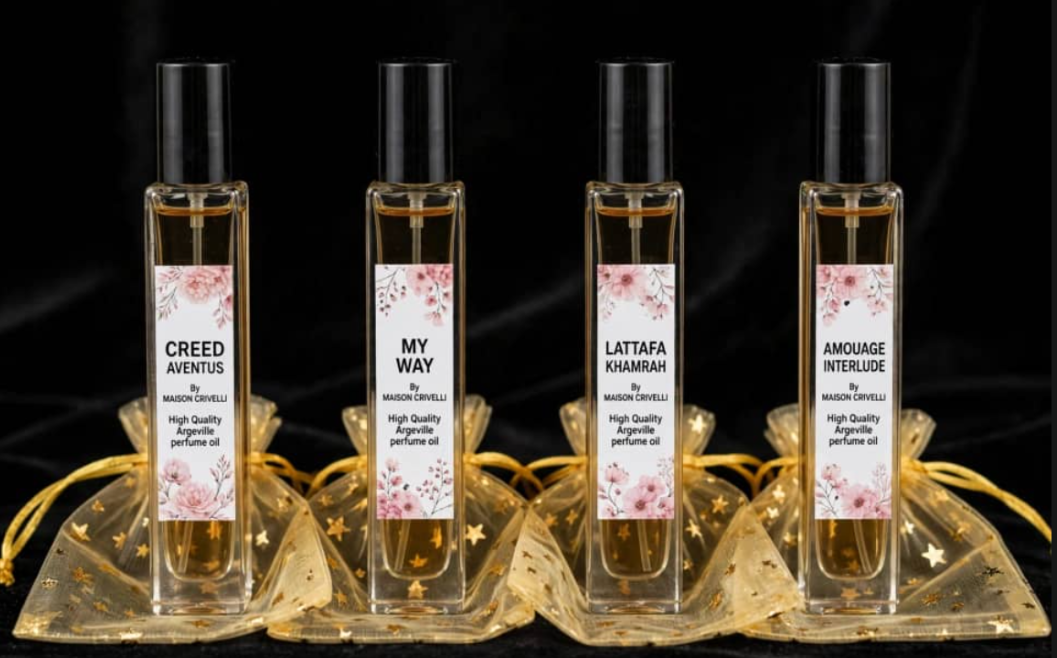 CREED
AVENTUS
By
MAISON CRIVELLI
High Quality
Argeville
perfume oil
MY
WAY
By
MAISON CRIVELLI
High Quality
Argeville
perfume oil
LATTAFA
KHAMRAH
By
MAISON CRIVELLI
High Quality
Argeville
perfume oil
AMOUAGE
INTERLUDE
By
MAISON CRIVELLI
High Quality
Argeville
perfume oil